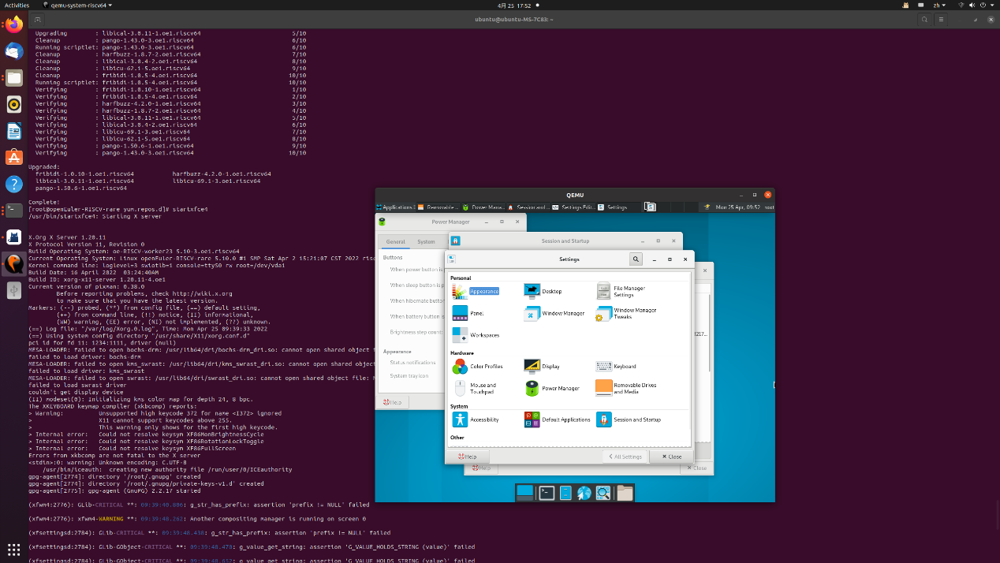 Activities
qemu-system-riscv64
4月 25 17:52
zh
ubuntu@ubuntu-MS-7C83: ~
Upgrading : libical-3.0.11-1.oe1.riscv64 5/10
Cleanup : pango-1.43.0-3.oe1.riscv64 6/10
Running scriptlet: pango-1.43.0-3.oe1.riscv64 6/10
Cleanup : harfbuzz-1.8.7-2.oe1.riscv64 7/10
Cleanup : libical-3.0.4-2.oe1.riscv64 8/10
Cleanup : libicu-62.1-5.oe1.riscv64 9/10
Cleanup : fribidi-1.0.5-4.oe1.riscv64 10/10
Running scriptlet: fribidi-1.0.5-4.oe1.riscv64 10/10
Verifying : fribidi-1.0.10-1.oe1.riscv64 1/10
Verifying : fribidi-1.0.5-4.oe1.riscv64 2/10
Verifying : harfbuzz-4.2.0-1.oe1.riscv64 3/10
Verifying : harfbuzz-1.8.7-2.oe1.riscv64 4/10
Verifying : libical-3.0.11-1.oe1.riscv64 5/10
Verifying : libical-3.0.4-2.oe1.riscv64 6/10
Verifying : libicu-69.1-3.oe1.riscv64 7/10
Verifying : libicu-62.1-5.oe1.riscv64 8/10
Verifying : pango-1.50.6-1.oe1.riscv64 9/10
Verifying : pango-1.43.0-3.oe1.riscv64 10/10
Upgraded:
fribidi-1.0.10-1.oe1.riscv64 harfbuzz-4.2.0-1.oe1.riscv64
libical-3.0.11-1.oe1.riscv64 libicu-69.1-3.oe1.riscv64
pango-1.50.6-1.oe1.riscv64
Complete!
[root@openEuler-RISCV-rare yum.repos.d]# startxfce4
/usr/bin/startxfce4: Starting X server
X.Org X Server 1.20.11
X Protocol Version 11, Revision 0
Build Operating System: oe-RISCV-worker23 5.10-3.oe1.riscv64
Current Operating System: Linux openEuler-RISCV-rare 5.10.0 #1 SMP Sat Apr 2 15:21:07 CST 2022 risc
Kernel command line: loglevel=3 swiotlb=1 console=ttyS0 rw root=/dev/vda1
Build Date: 16 April 2022 03:24:40AM
Build ID: xorg-x11-server 1.20.11-4.oe1
Current version of pixman: 0.38.0
Before reporting problems, check http://wiki.x.org
to make sure that you have the latest version.
Markers: (--) probed, (**) from config file, (==) default setting,
(++) from command line, (!!) notice, (II) informational,
(WW) warning, (EE) error, (NI) not implemented, (??) unknown.
(==) Log file: "/var/log/Xorg.0.log", Time: Mon Apr 25 09:39:33 2022
(==) Using system config directory "/usr/share/X11/xorg.conf.d"
pci id for fd 11: 1234:1111, driver (null)
MESA-LOADER: failed to open bochs-drm: /usr/lib64/dri/bochs-drm_dri.so: cannot open shared object f
failed to load driver: bochs-drm
MESA-LOADER: failed to open kms_swrast: /usr/lib64/dri/kms_swrast_dri.so: cannot open shared object
failed to load driver: kms_swrast
MESA-LOADER: failed to open swrast: /usr/lib64/dri/swrast_dri.so: cannot open shared object file: N
failed to load swrast driver
couldn't get display device
(II) modeset(0): Initializing kms color map for depth 24, 8 bpc.
The XKEYBOARD keymap compiler (xkbcomp) reports:
> Warning: Unsupported high keycode 372 for name <I372> ignored
> X11 cannot support keycodes above 255.
> This warning only shows for the first high keycode.
> Internal error: Could not resolve keysym XF86MonBrightnessCycle
> Internal error: Could not resolve keysym XF86RotationLockToggle
> Internal error: Could not resolve keysym XF86FullScreen
Errors from xkbcomp are not fatal to the X server
<stdin>:0: warning: Unknown encoding: C.UTF-8
/usr/bin/iceauth: creating new authority file /run/user/0/ICEauthority
gpg-agent[2774]: directory '/root/.gnupg' created
gpg-agent[2774]: directory '/root/.gnupg/private-keys-v1.d' created
gpg-agent[2775]: gpg-agent (GnuPG) 2.2.17 started
(xfwm4:2776): GLib-CRITICAL **: 09:39:40.806: g_str_has_prefix: assertion 'prefix != NULL' failed
(xfwm4:2776): xfwm4-WARNING **: 09:39:48.262: Another compositing manager is running on screen 0
(xfsettingsd:2784): GLib-CRITICAL **: 09:39:48.438: g_str_has_prefix: assertion 'prefix != NULL' failed
(xfsettingsd:2784): GLib-GObject-CRITICAL **: 09:39:48.470: g_value_get_string: assertion 'G_VALUE_HOLDS_STRING (value)' failed
(xfsettingsd:2784): GLib-GObject-CRITICAL **: 09:39:48.652: g_value_get_string: assertion 'G_VALUE_HOLDS_STRING (value)' failed
QEMU
Applications
Removable ...
Power Mana...
Session and ...
Settings Edit...
Settings
Mon 25 Apr, 09:52
root
Power Manager
General
System
Buttons
When power button is
When sleep button is p
When hibernate button
When battery button is
Brightness step count:
Appearance
Status notifications
System tray icon
Help
Session and Startup
217...
Help
Close
Settings
Personal
Appearance
Desktop
File Manager
Settings
Panel
Window Manager
Window Manager
Tweaks
Workspaces
Hardware
Color Profiles
Display
Keyboard
Mouse and
Touchpad
Power Manager
Removable Drives
and Media
System
Accessibility
Default Applications
Session and Startup
Other
Help
All Settings
Close